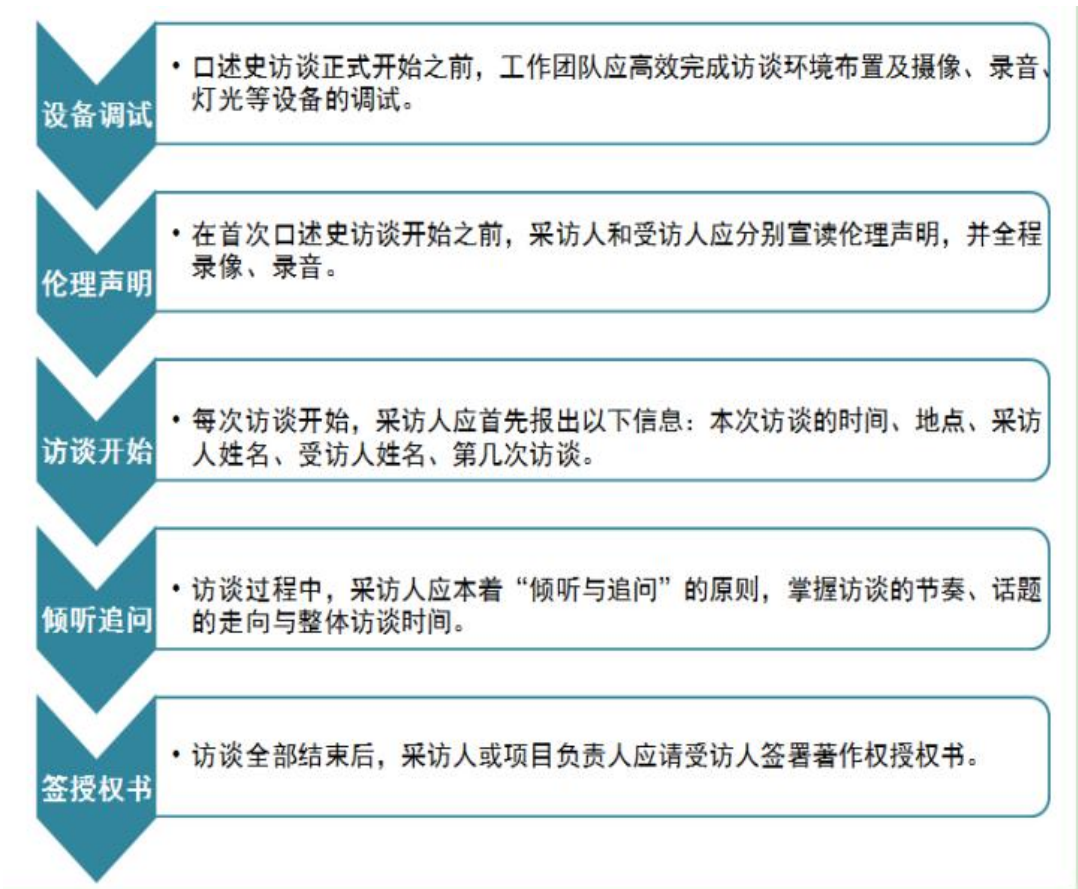 设备调试
• 口述史访谈正式开始之前，工作团队应高效完成访谈环境布置及摄像、录音、
灯光等设备的调试。
伦理声明
• 在首次口述史访谈开始之前，采访人和受访人应分别宣读伦理声明，并全程
录像、录音。
访谈开始
• 每次访谈开始，采访人应首先报出以下信息：本次访谈的时间、地点、采访
人姓名、受访人姓名、第几次访谈。
倾听追问
• 访谈过程中，采访人应本着“倾听与追问”的原则，掌握访谈的节奏、话题
的走向与整体访谈时间。
签授权书
• 访谈全部结束后，采访人或项目负责人应请受访人签署著作权授权书。